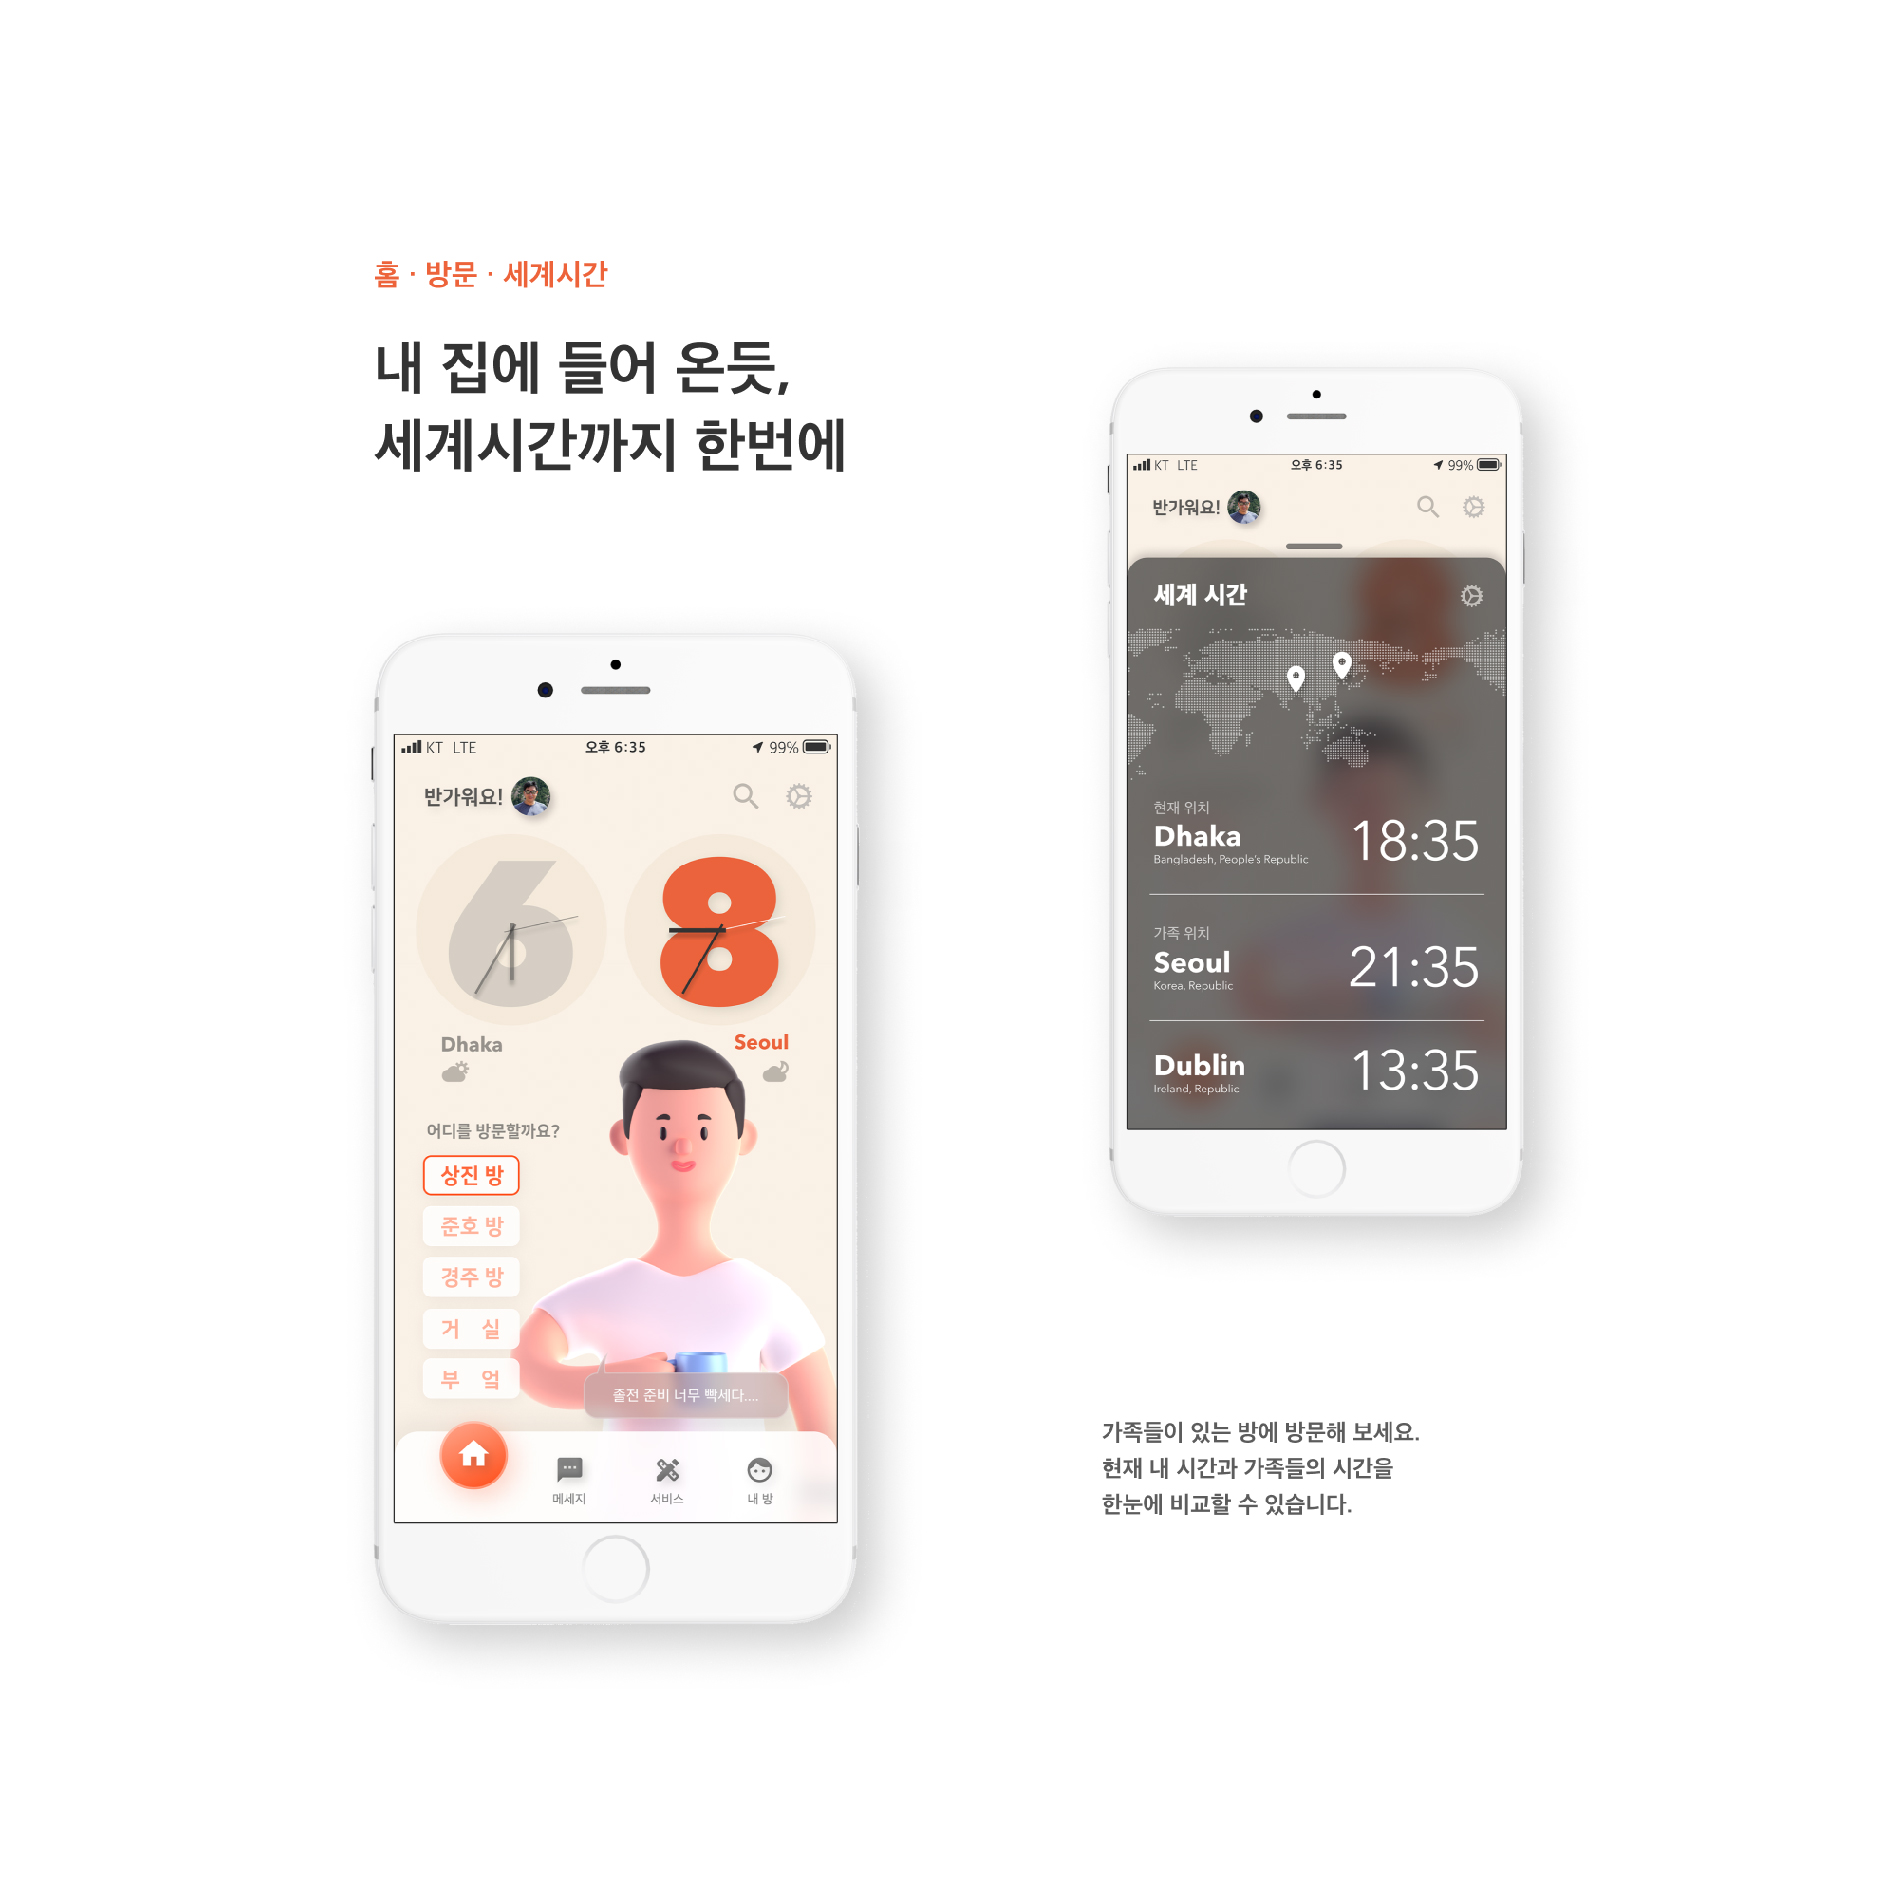 홈 · 방문 · 세계시간
내 집에 들어 온듯,
세계시간까지 한번에
KT LTE
오후 6:35
99%
반가워요!
6
8
Dhaka
Seoul
어디를 방문할까요?
상진 방
준호 방
경주 방
거 실
부 엌
졸전 준비 너무 빡세다....
메세지
서비스
내 방
KT LTE
오후 6:35
99%
반가워요!
세계 시간
현재 위치
Dhaka
18:35
Bangladesh, People's Republic
가족 위치
Seoul
21:35
Korea. Republic
Dublin
13:35
Ireland, Republic
가족들이 있는 방에 방문해 보세요.
현재 내 시간과 가족들의 시간을
한눈에 비교할 수 있습니다.